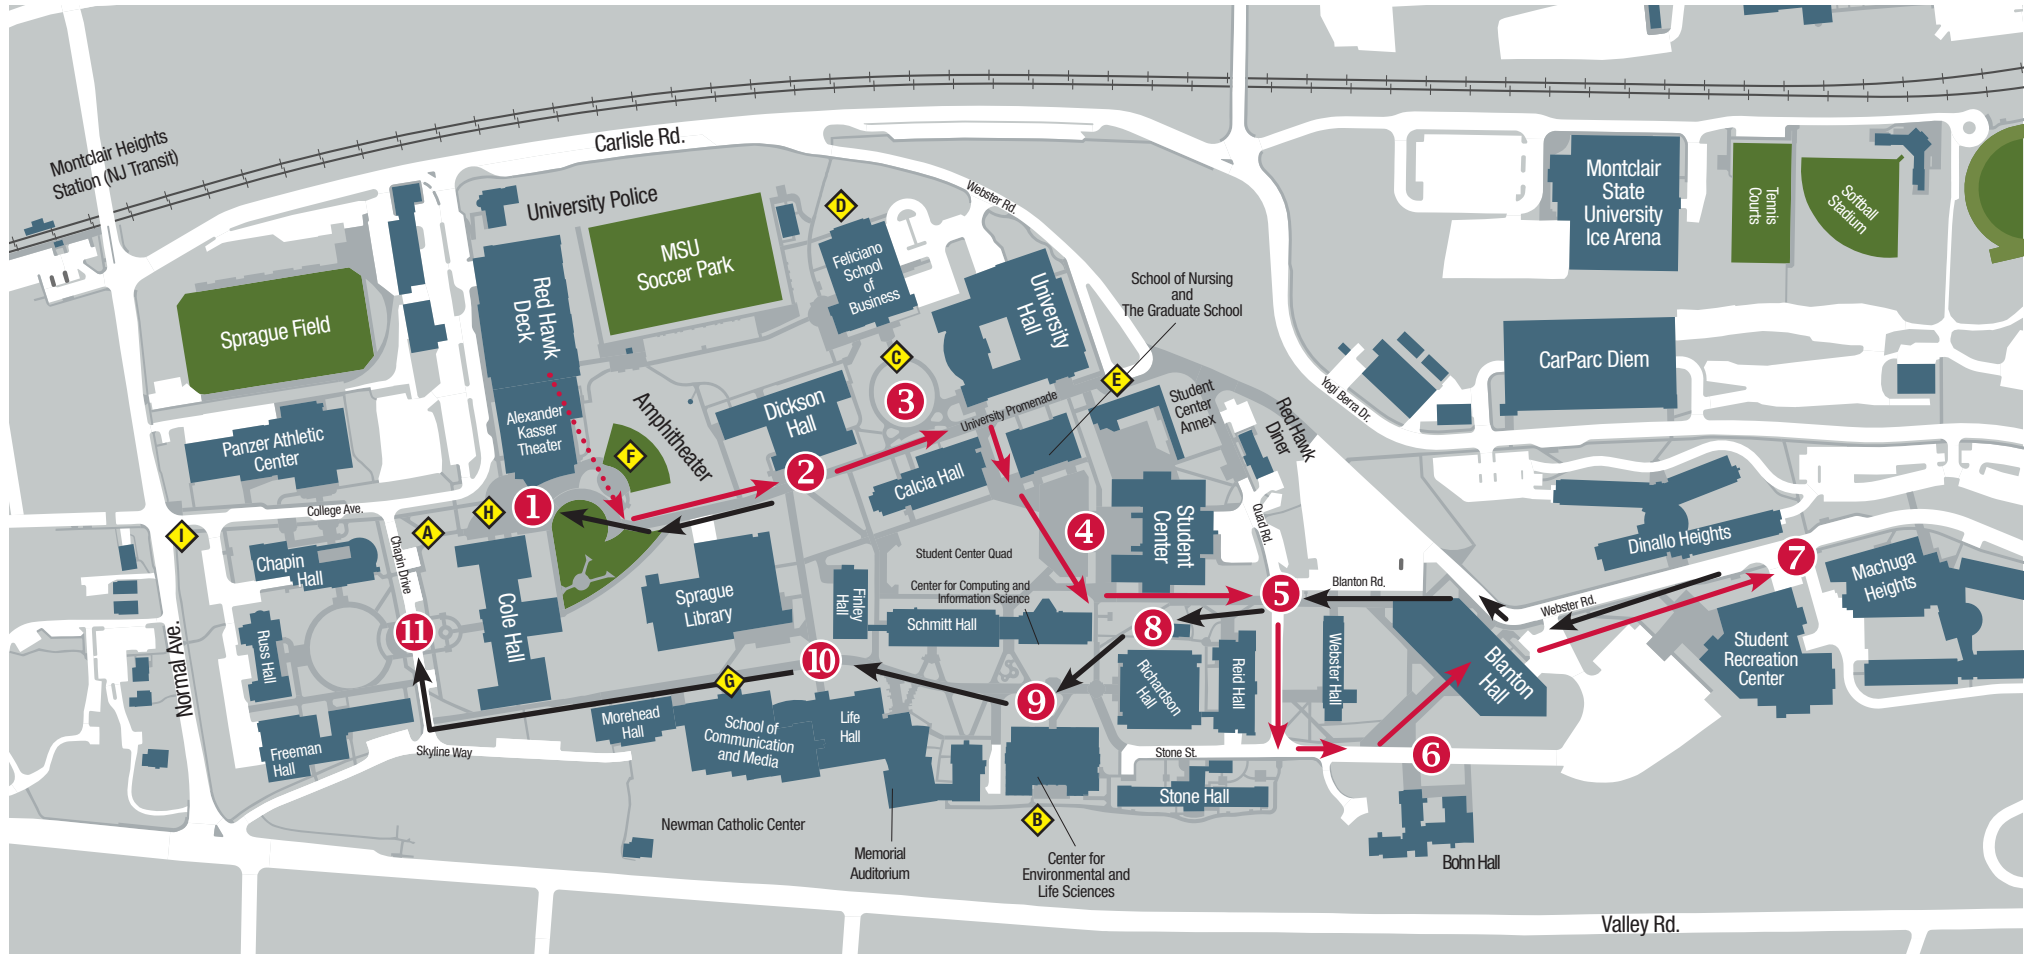 Montclair Heights
Station (NJ Transit)
Carlisle Rd.
University Police
Webster Rd.
MSU
Soccer Park
D
Feliciano
School
of
Business
Red Hawk
Deck
Sprague Field
University
Hall
School of Nursing
and
The Graduate School
Montclair
State
University
Ice Arena
Tennis
Courts
Softball
Stadium
CarParc Diem
C
E
3
Yogi Berra Dr.
University Promenade
Student
Center
Annex
Red Hawk
Diner
Alexander
Kasser
Theater
Amphitheater
F
Dickson
Hall
2
Calcia Hall
Panzer Athletic
Center
1
H
A
I
College Ave.
Chapin Drive
Chapin
Hall
Cole Hall
Sprague
Library
Finley
Hall
Student Center Quad
Center for Computing and
Information Science
Schmitt Hall
4
Student
Center
Quad Rd.
5
Blanton Rd.
Dinallo Heights
7
Machuga
Heights
Webster Rd.
Student
Recreation
Center
Blanton
Hall
Webster Hall
Reid Hall
Richardson
Hall
8
9
10
11
Russ Hall
Normal Ave.
Freeman
Hall
Skyline Way
G
Morehead
Hall
School of
Communication
and Media
Life
Hall
Stone St.
6
Stone Hall
B
Bohn Hall
Newman Catholic Center
Memorial
Auditorium
Center for
Environmental and
Life Sciences
Valley Rd.